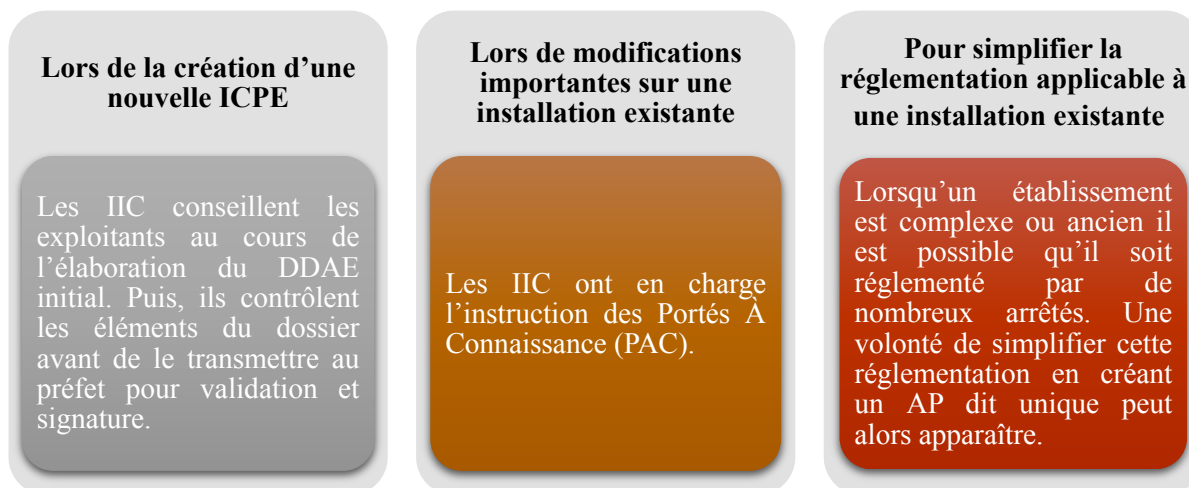 Lors de la création d’une
nouvelle ICPE
Les IIC conseillent les
exploitants au cours de
l’élaboration du DDAE
initial. Puis, ils contrôlent
les éléments du dossier
avant de le transmettre au
préfet pour validation et
signature.
Lors de modifications
importantes sur une
installation existante
Les IIC ont en charge
l’instruction des Portés À
Connaissance (PAC).
Pour simplifier la
réglementation applicable à
une installation existante
Lorsqu’un établissement
est complexe ou ancien il
est possible qu’il soit
réglementé par de
nombreux arrêtés. Une
volonté de simplifier cette
réglementation en créant
un AP dit unique peut
alors apparaître.